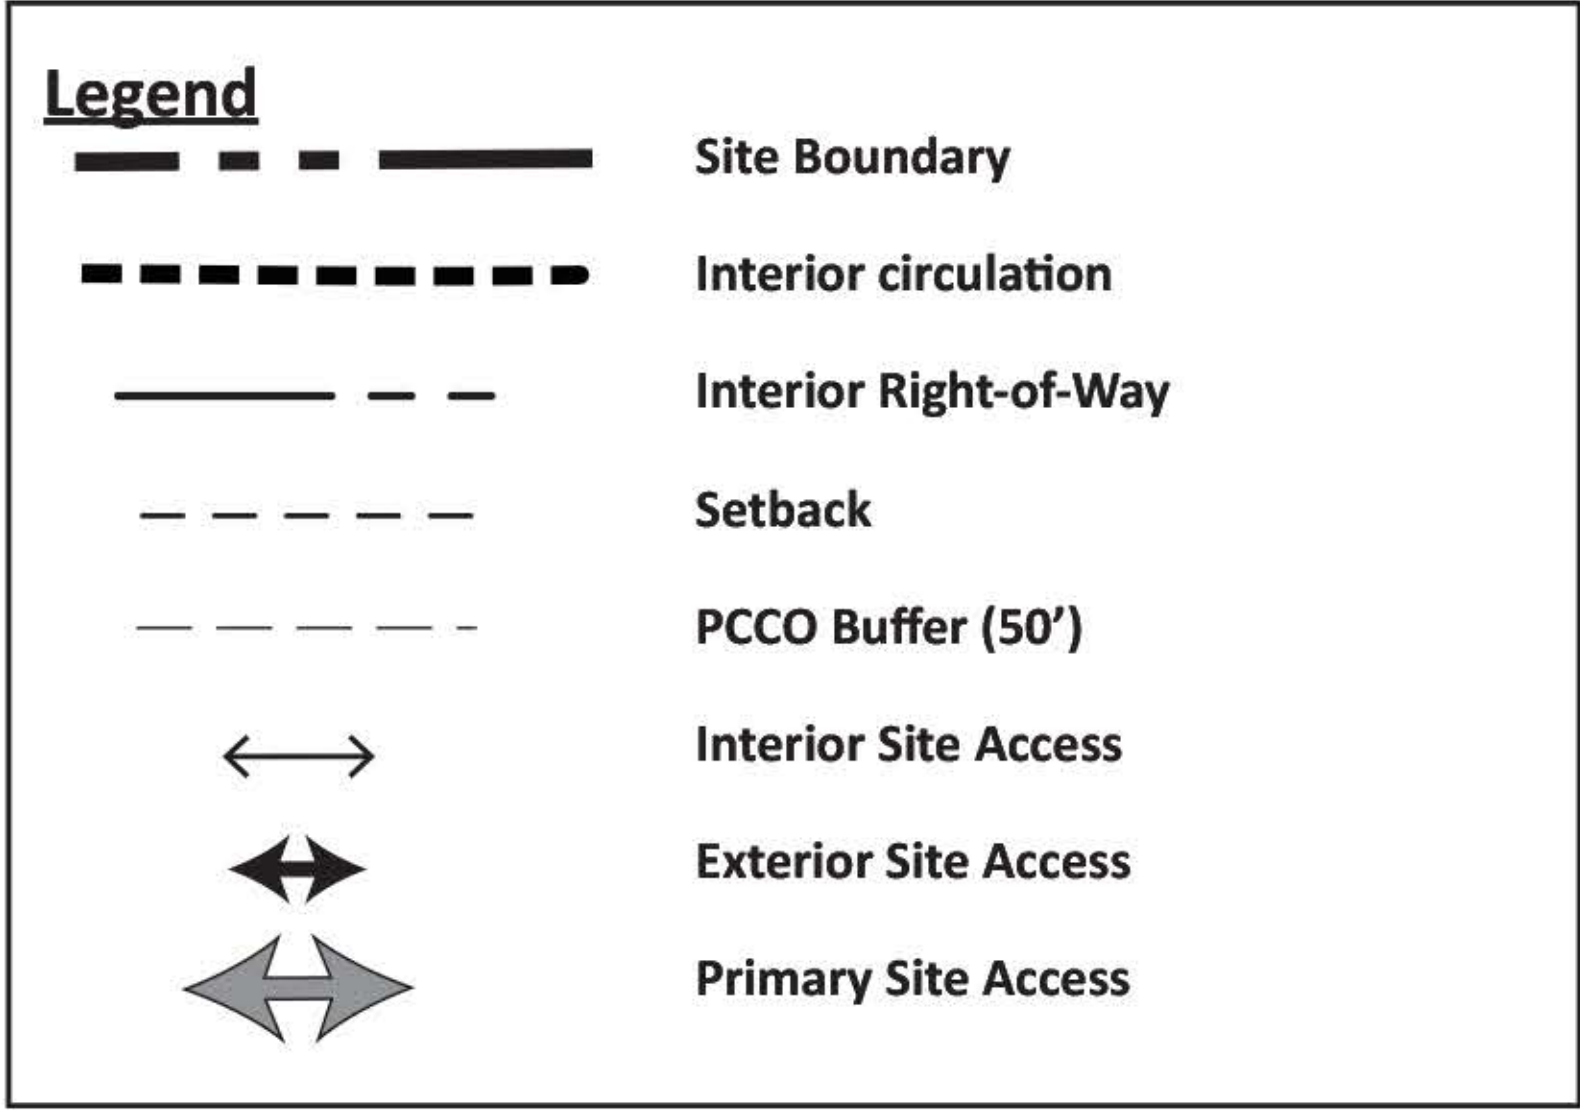 Legend
Site Boundary
Interior circulation
Interior Right-of-Way
Setback
PCCO Buffer (50’)
Interior Site Access
Exterior Site Access
Primary Site Access